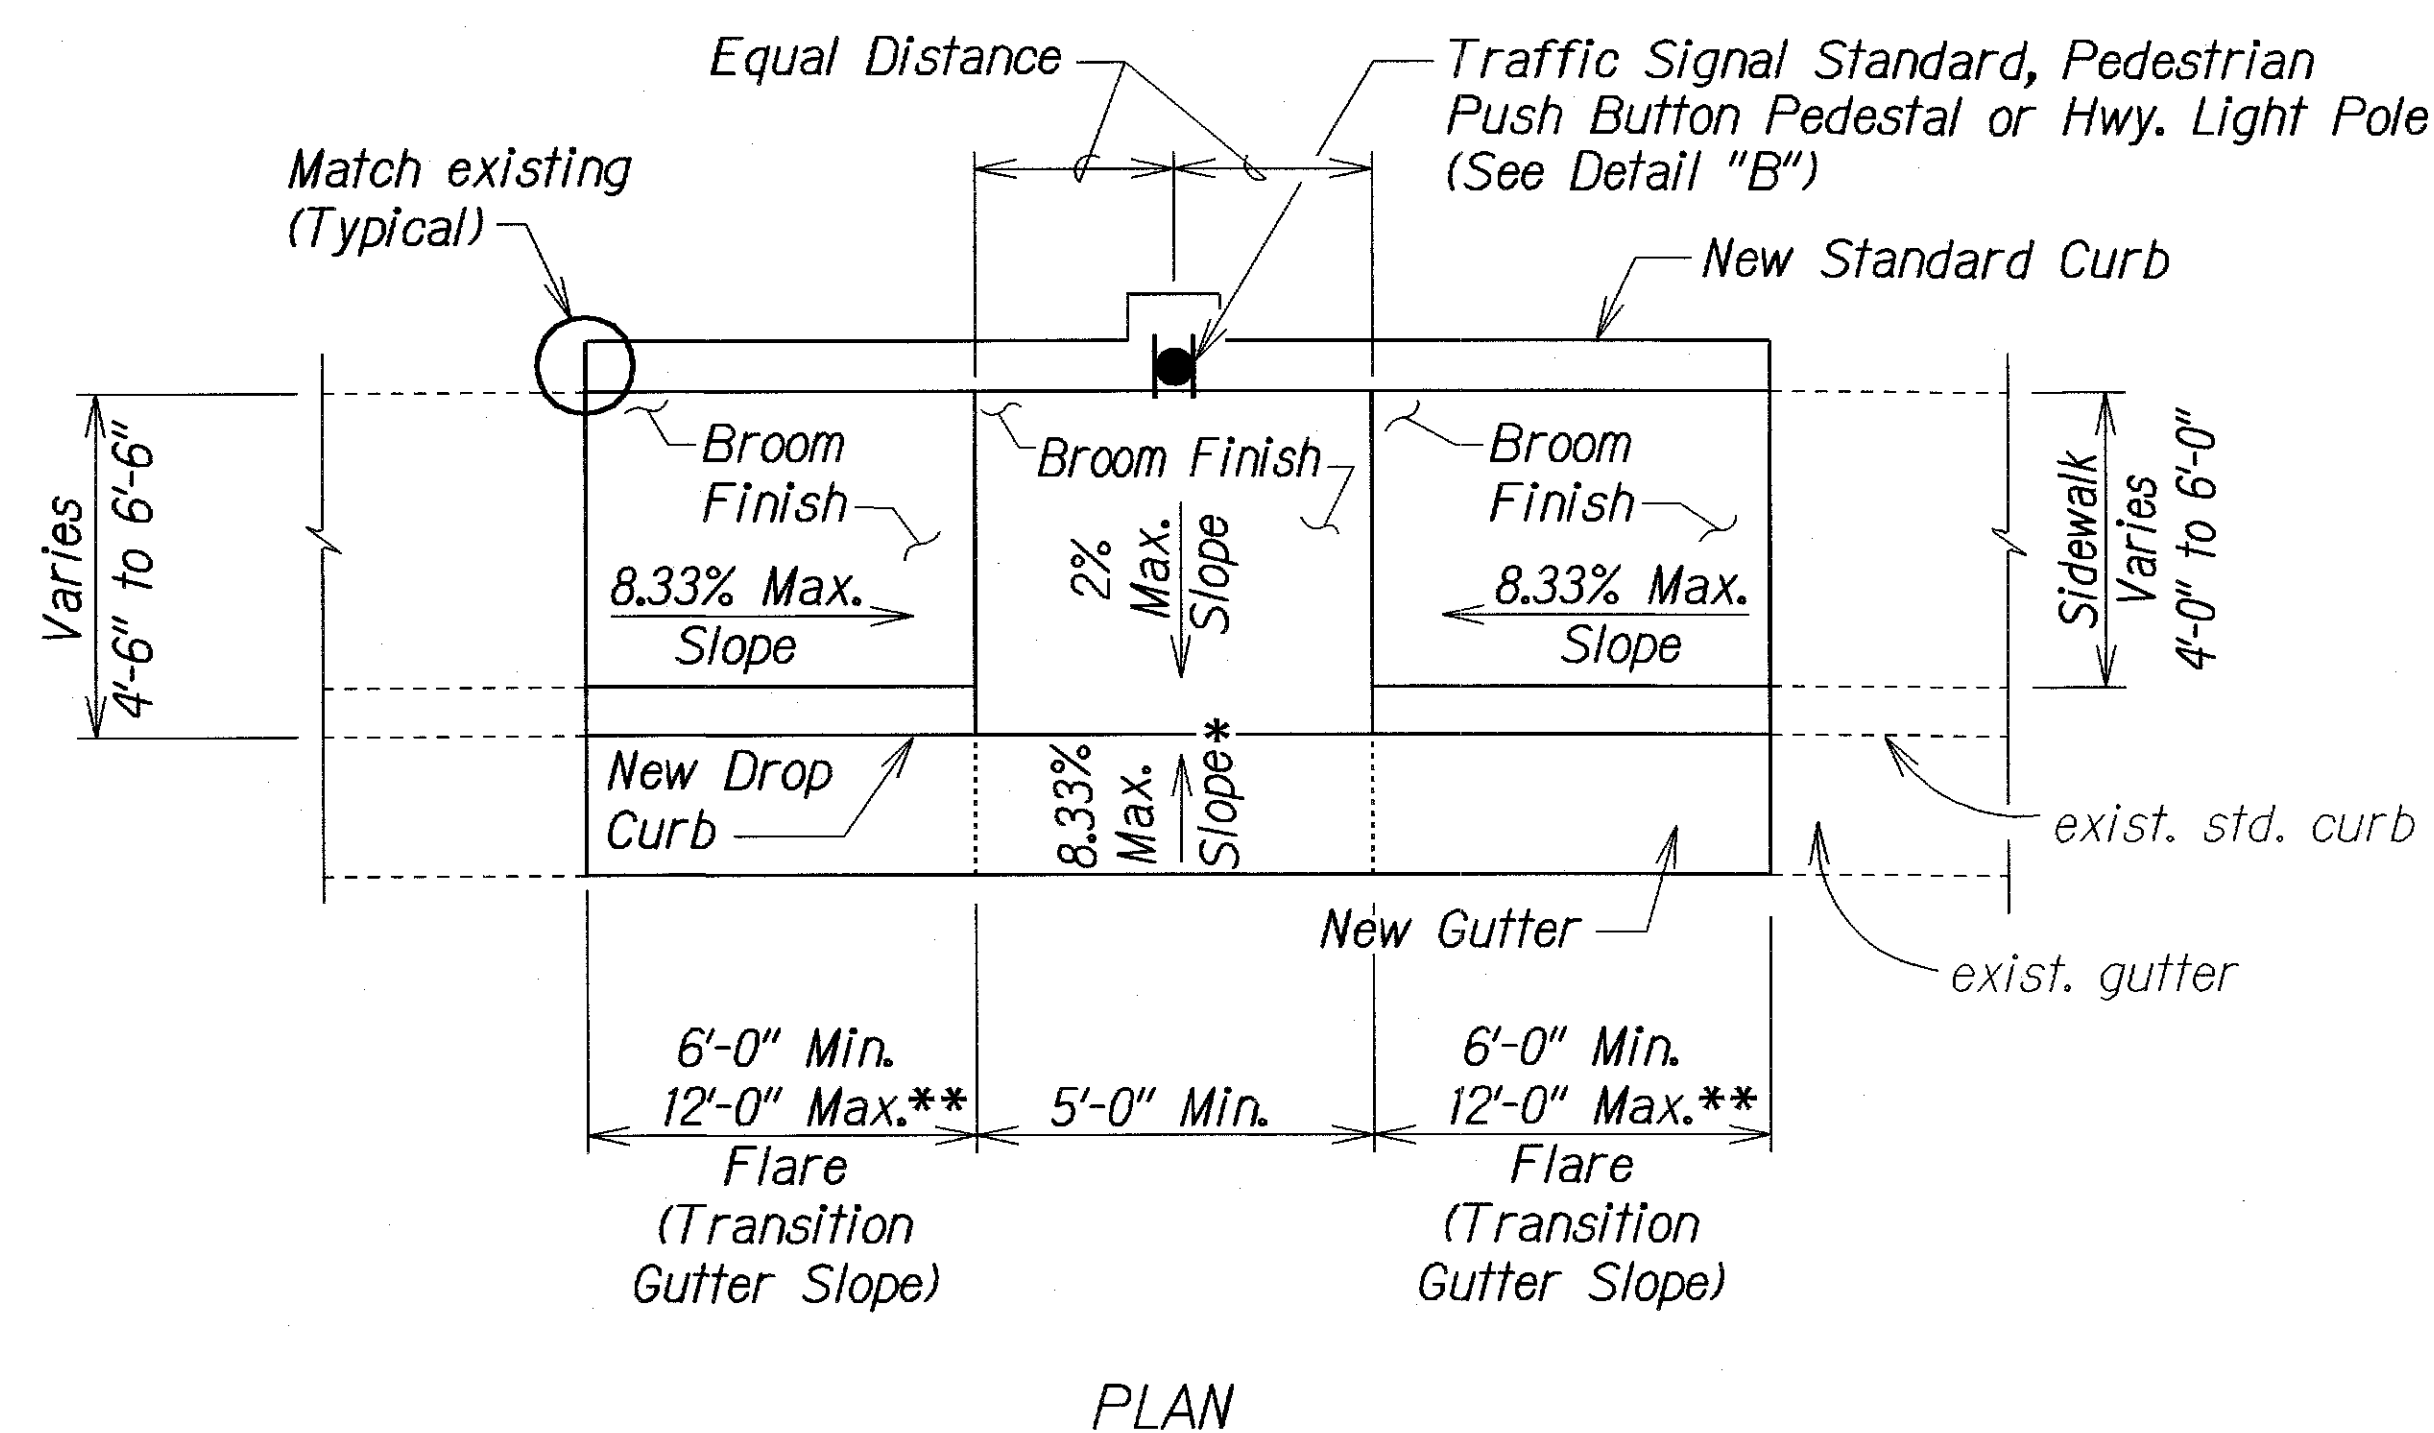 Equal Distance
Traffic Signal Standard, Pedestrian
Push Button Pedestal or Hwy. Light Pole
(See Detail "B")
Match existing
(Typical)
New Standard Curb
Varies
4'-6" to 6'-6"
Broom
Finish
8.33% Max.
Slope
Broom Finish
2%
Max.
Slope
Broom
Finish
8.33% Max.
Slope
Sidewalk
Varies
4'-0" to 6'-0"
New Drop
Curb
8.33%
Max.
Slope*
exist. std. curb
New Gutter
exist. gutter
6'-0" Min.
12'-0" Max.**
Flare
(Transition
Gutter Slope)
5'-0" Min.
6'-0" Min.
12'-0" Max.**
Flare
(Transition
Gutter Slope)
PLAN